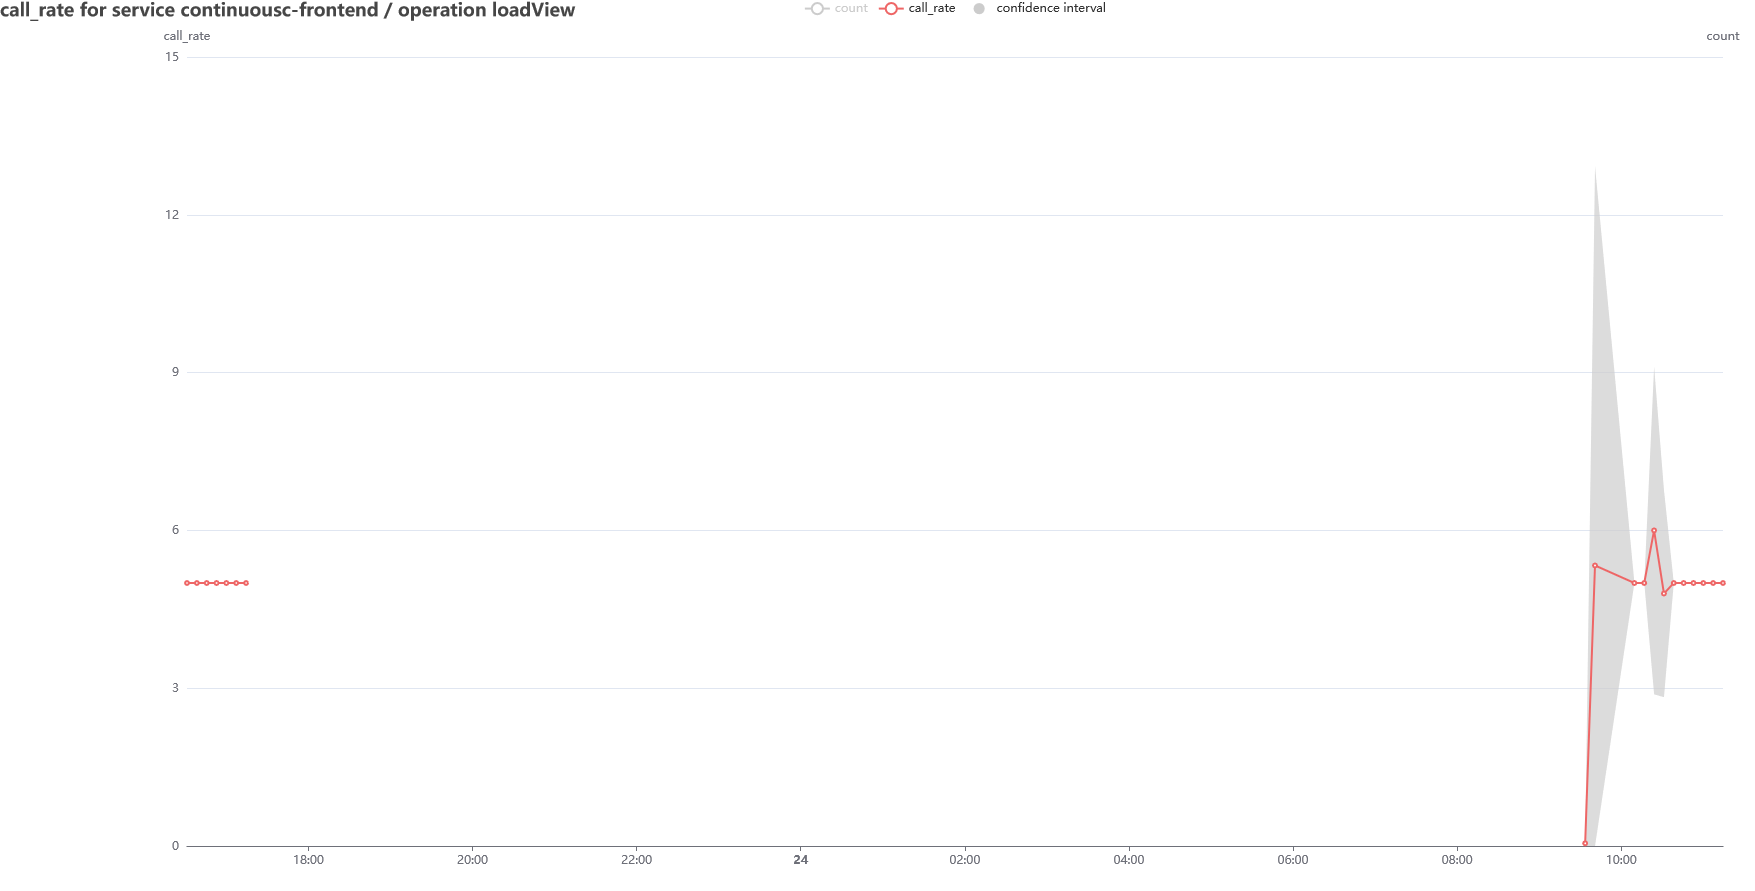 call_rate for service continuousc-frontend / operation loadView
count call_rate confidence interval
call_rate count
15
12
9
6
3
0
18:00 20:00 22:00 24 02:00 04:00 06:00 08:00 10:00